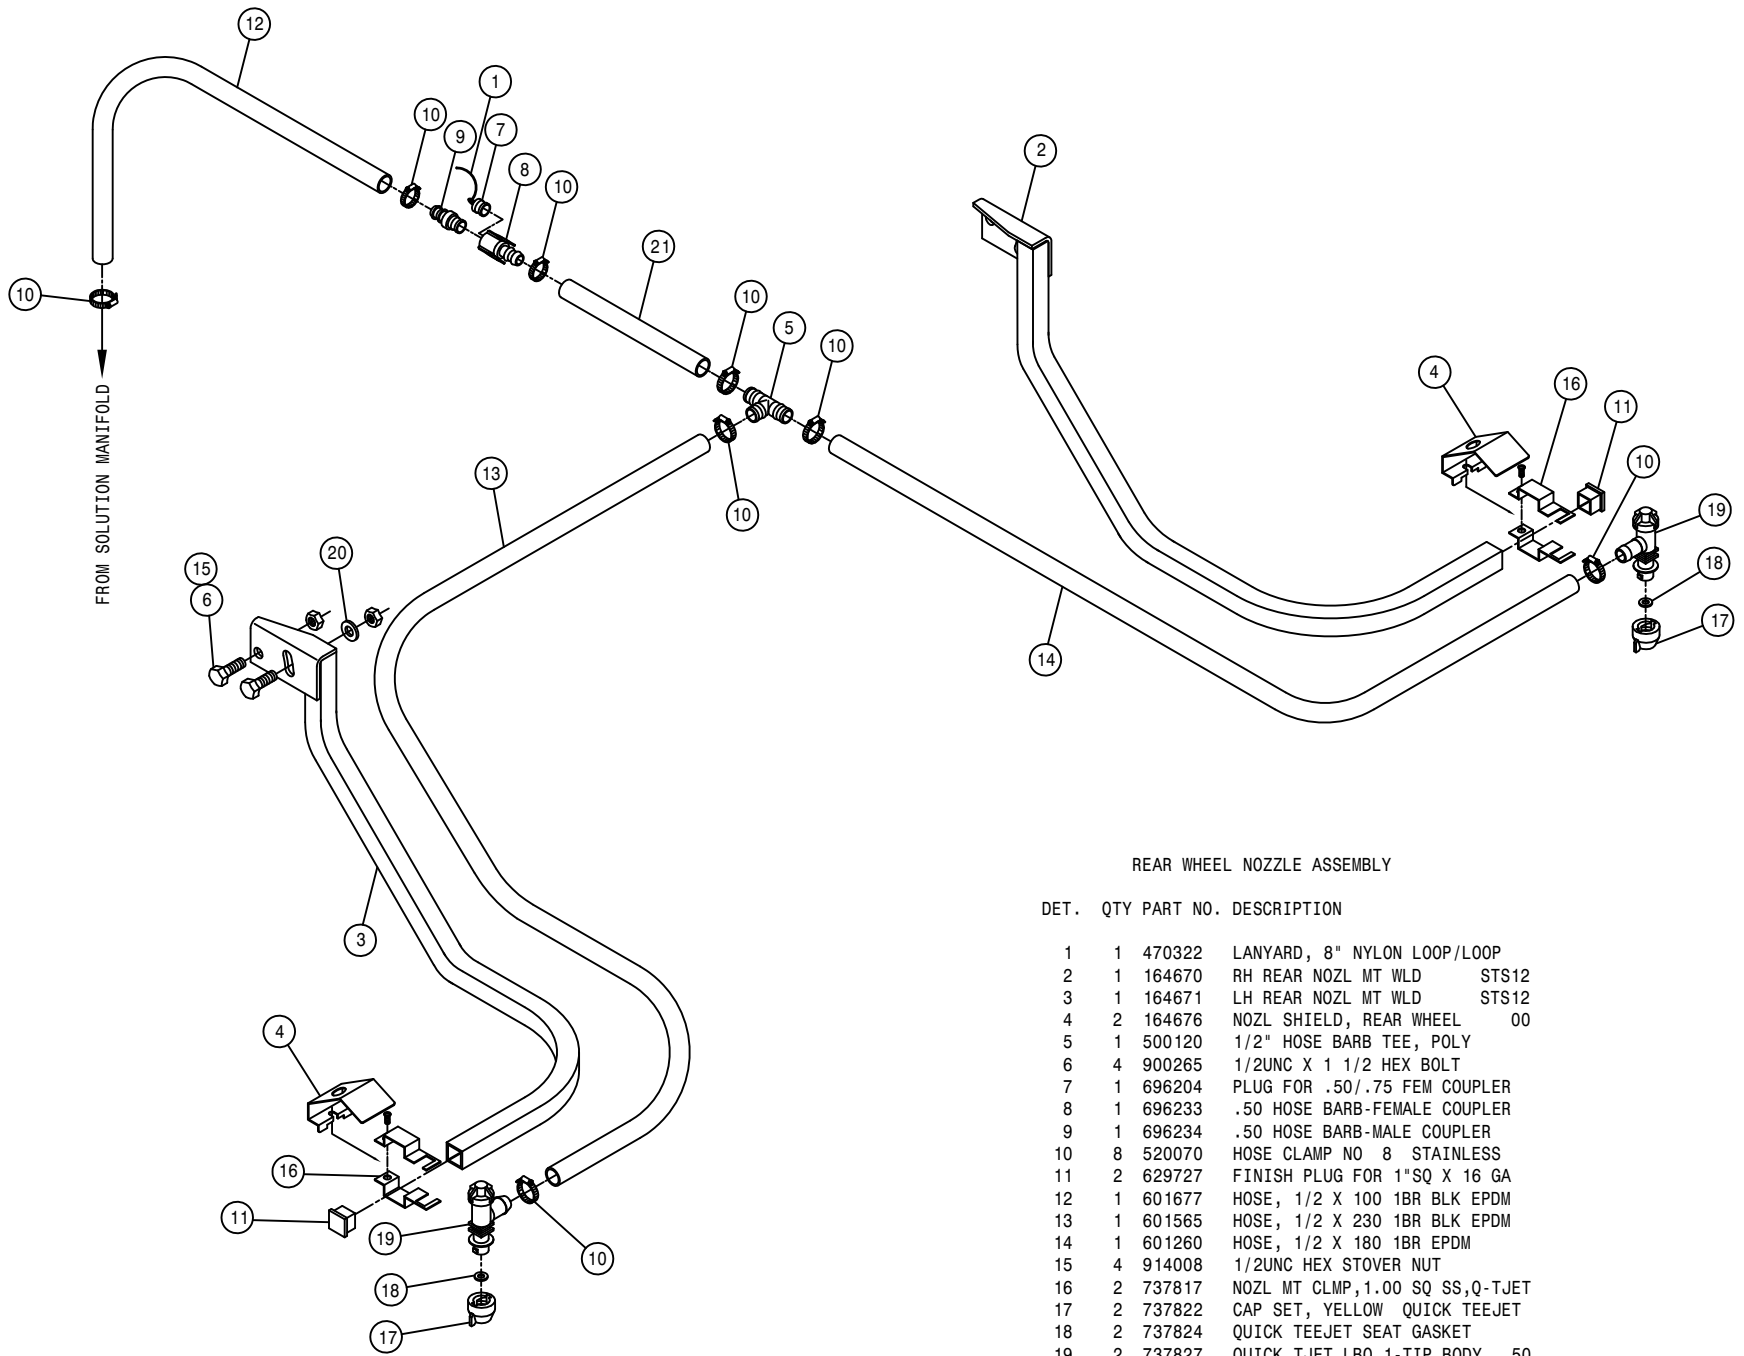 12
1
10
7
9
8
2
10
21
10
10
5
10
4
16
11
13
10
10
19
20
15
18
6
17
14
FROM SOLUTION MANIFOLD
3
4
16
11
19
10
18
17
REAR WHEEL NOZZLE ASSEMBLY
DET. QTY PART NO. DESCRIPTION
1 1 470322 LANYARD, 8" NYLON LOOP/LOOP
2 1 164670 RH REAR NOZL MT WLD STS12
3 1 164671 LH REAR NOZL MT WLD STS12
4 2 164676 NOZL SHIELD, REAR WHEEL 00
5 1 500120 1/2" HOSE BARB TEE, POLY
6 4 900265 1/2UNC X 1 1/2 HEX BOLT
7 1 696204 PLUG FOR .50/.75 FEM COUPLER
8 1 696233 .50 HOSE BARB-FEMALE COUPLER
9 1 696234 .50 HOSE BARB-MALE COUPLER
10 8 520070 HOSE CLAMP NO 8 STAINLESS
11 2 629727 FINISH PLUG FOR 1"SQ X 16 GA
12 1 601677 HOSE, 1/2 X 100 1BR BLK EPDM
13 1 601565 HOSE, 1/2 X 230 1BR BLK EPDM
14 1 601260 HOSE, 1/2 X 180 1BR EPDM
15 4 914008 1/2UNC HEX STOVER NUT
16 2 737817 NOZL MT CLMP,1.00 SQ SS,Q-TJET
17 2 737822 CAP SET, YELLOW QUICK TEEJET
18 2 737824 QUICK TEEJET SEAT GASKET
19 2 737827 QUICK TJET LBO 1-TIP BODY .50